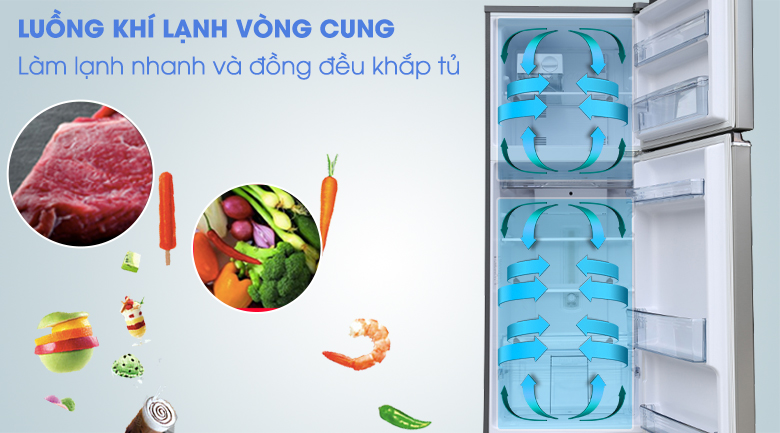 LUỒNG KHÍ LẠNH VÒNG CUNG
Làm lạnh nhanh và đồng đều khắp tủ